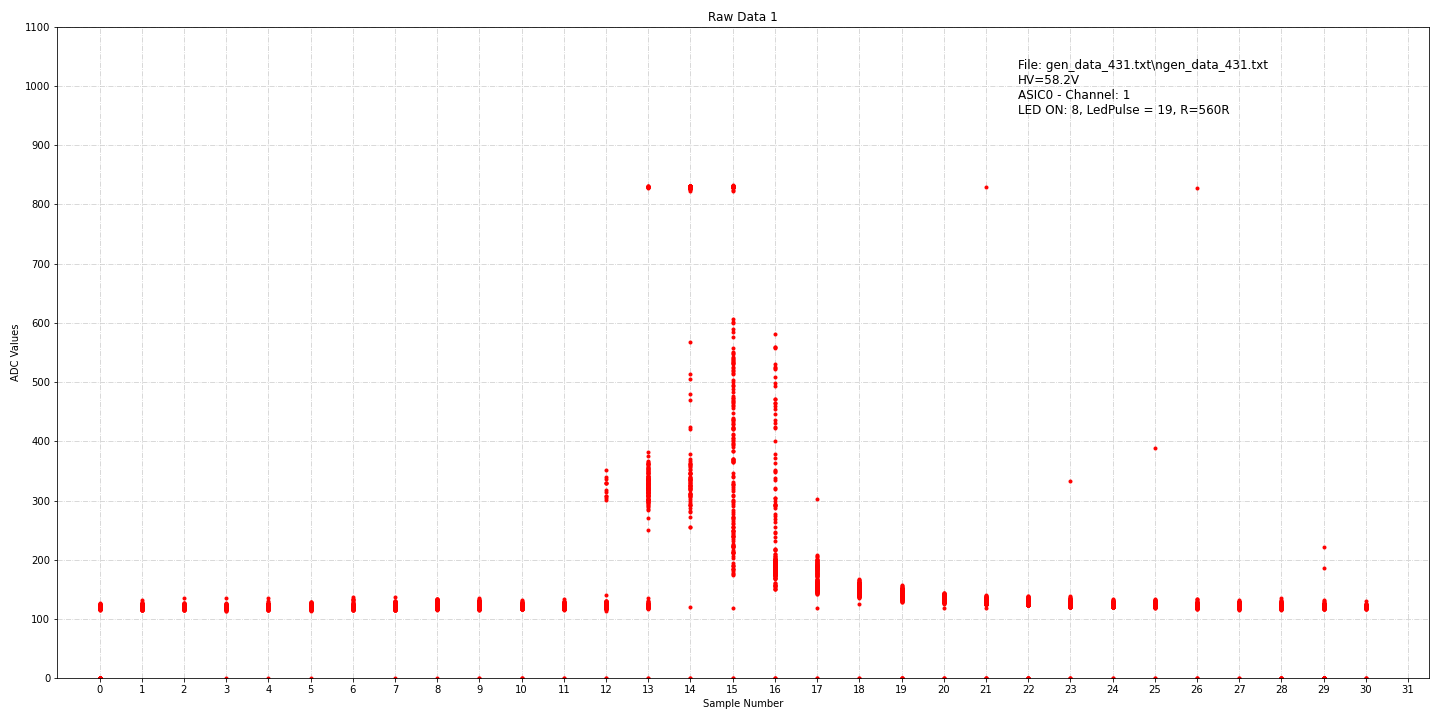 Raw Data 1
1100
1000
900
800
700
600
500
400
300
200
100
0
ADC Values
File: gen_data_431.txt\ngen_data_431.txt
HV=58.2V
ASIC0 - Channel: 1
LED ON: 8, LedPulse = 19, R=560R
0 1 2 3 4 5 6 7 8 9 10 11 12 13 14 15 16 17 18 19 20 21 22 23 24 25 26 27 28 29 30 31
Sample Number